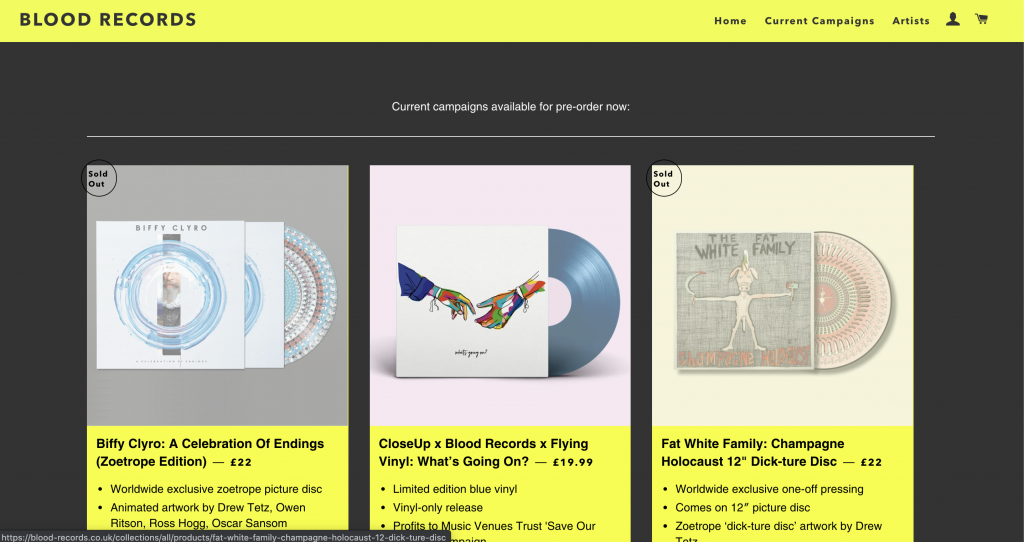 BLOOD RECORDS
Home Current Campaigns Artists
Current campaigns available for pre-order now:
Sold
Out
BIFFY CLYRO
A CELEBRATION OF ENDINGS
Biffy Clyro: A Celebration Of Endings
(Zoetrope Edition) — £22
• Worldwide exclusive zoetrope picture disc
• Animated artwork by Drew Tetz, Owen
Ritson, Ross Hogg, Oscar Sansom
what's going on?
CloseUp x Blood Records x Flying
Vinyl: What’s Going On? — £19.99
• Limited edition blue vinyl
• Vinyl-only release
• Profits to Music Venues Trust ‘Save Our
Sold
Out
THE FAT
WHITE FAMILY
CHAMPAGNE HOLOCAUST
Fat White Family: Champagne
Holocaust 12" Dick-ture Disc — £22
• Worldwide exclusive one-off pressing
• Comes on 12″ picture disc
• Zoetrope ‘dick-ture disc’ artwork by Drew
Tetz
https://blood-records.co.uk/collections/all/products/fat-white-family-champagne-holocaust-12-dick-ture-disc